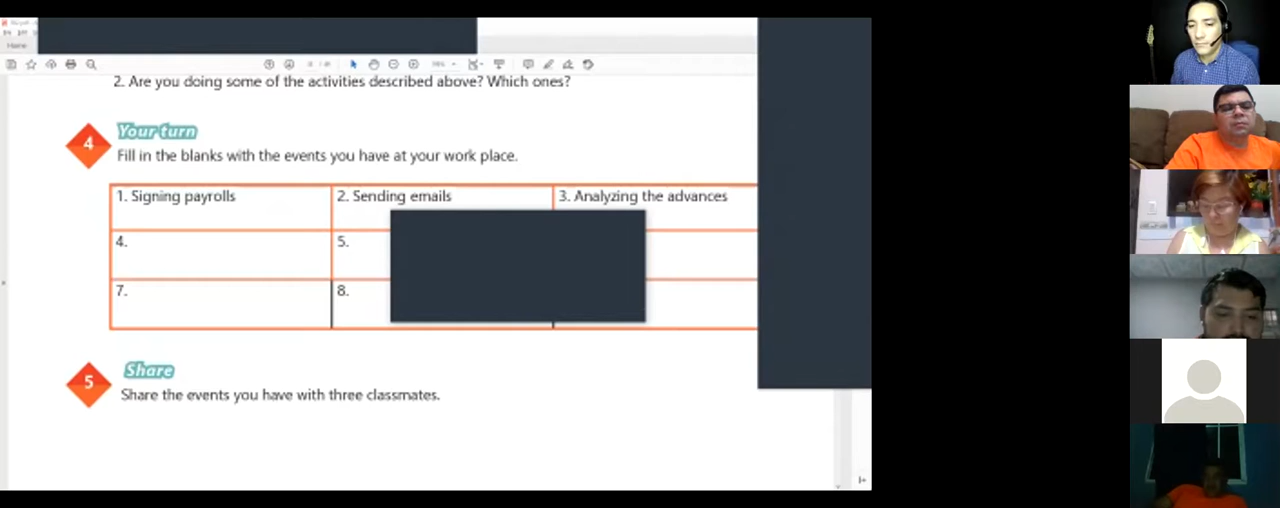 Home
2. Are you doing some of the activities described above? Which ones?
4
Your turn
Fill in the blanks with the events you have at your work place.
1. Signing payrolls
2. Sending emails
3. Analyzing the advances
4.
5.
7.
8.
5
Share
Share the events you have with three classmates.